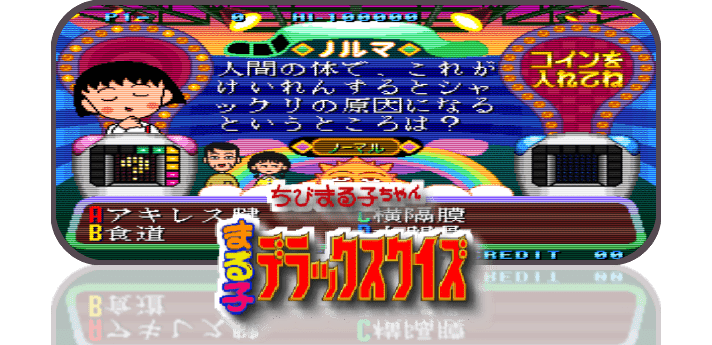 P1=     0   HI 100000
ノルマ
人間の体で、これが
けいれんするとシャ
ックリの原因になる
というところは？
コインを
入れてね
ノーマル
Aアキレス腱
C横隔膜
B食道
ちびまる子ちゃん
まる子
デラックスクイズ
REDIT  00